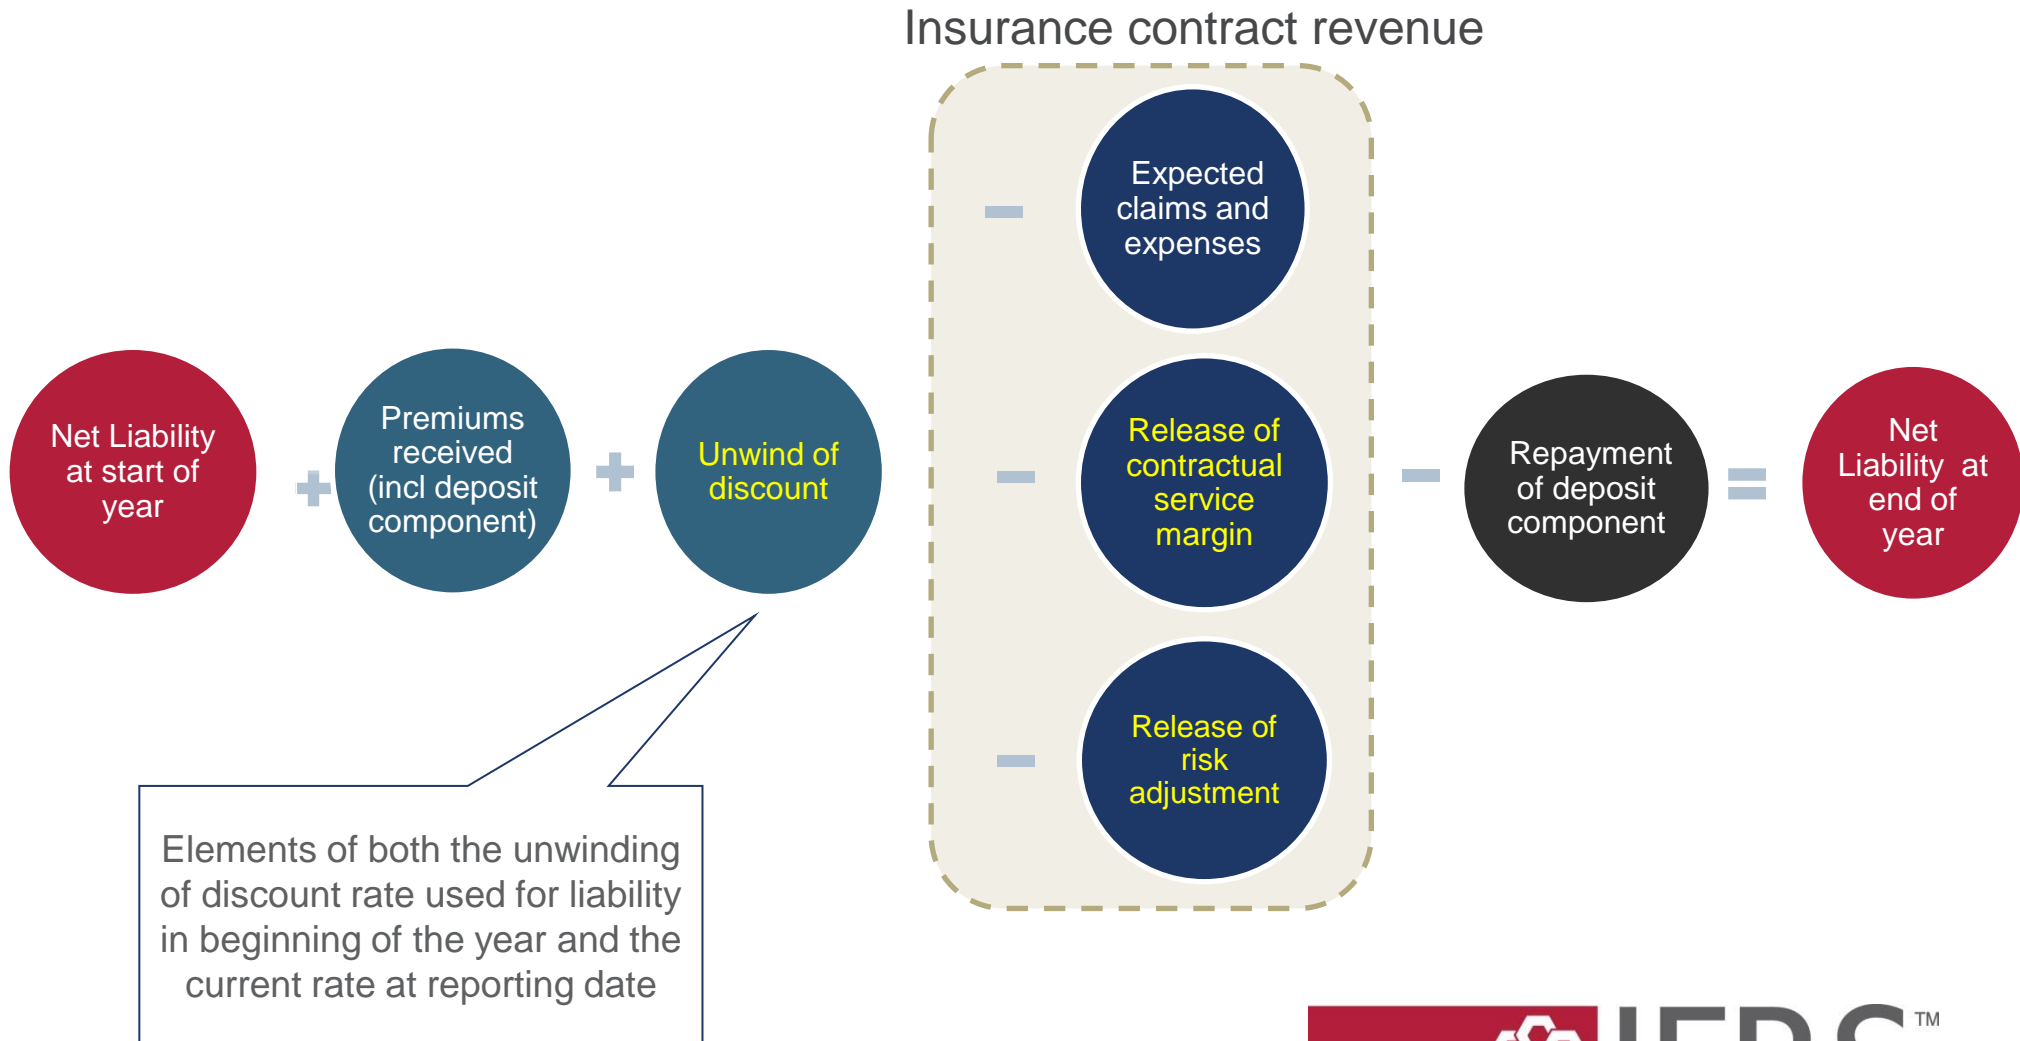 Insurance contract revenue
Net Liability
at start of
year
Premiums
received
(incl deposit
component)
Unwind of
discount
Expected
claims and
expenses
Release of
contractual
service
margin
Release of
risk
adjustment
Repayment
of deposit
component
Net
Liability at
end of
year
Elements of both the unwinding
of discount rate used for liability
in beginning of the year and the
current rate at reporting date
IFRS™